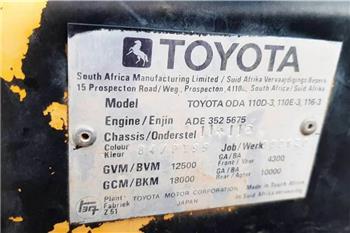 TOYOTA
South Africa Manufacturing Limited / Suid Afrika Vervaardigings Beperk
15 Prospecton Road/Weg, Prospecton, 4110, South Africa/Suid Afrika
Model TOYOTA ODA 110D-3, 110E-3, 116-3
Engine/Enjin ADE 352 5675
Chassis/Onderstel
Colour Kleur Job/Werk
GVM/BVM 12500 GA/BA Front/Voor 4300
GCM/BKM 18000 GA/BA Rear/Agter 10000
Plant: TOYOTA MOTOR CORPORATION Made in South Africa
Fabriek JAPAN
Z 51